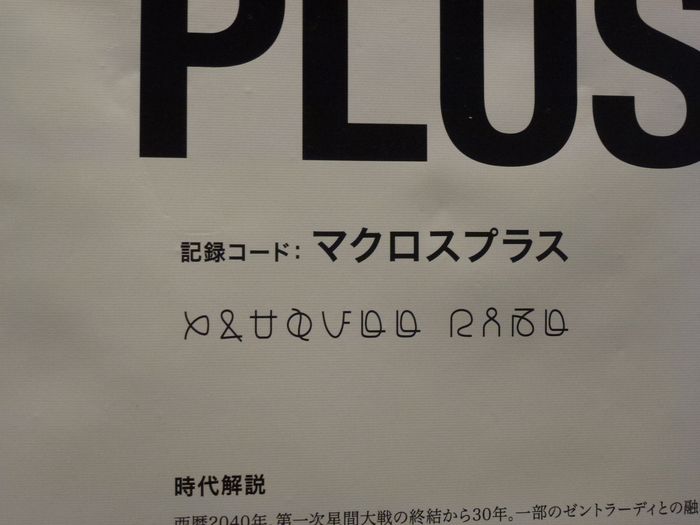 PLUS
記録コード: マクロスプラス
時代解説
西暦2040年、第一次星間大戦の終結から30年。一部のゼントラーディとの融